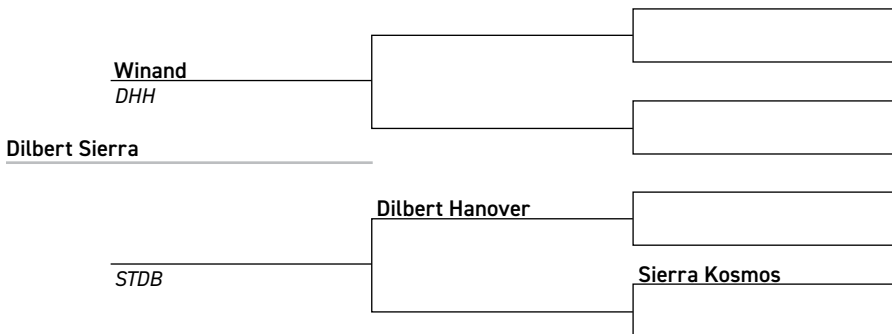 Winand
DHH
Dilbert Sierra
Dilbert Hanover
STDB
Sierra Kosmos